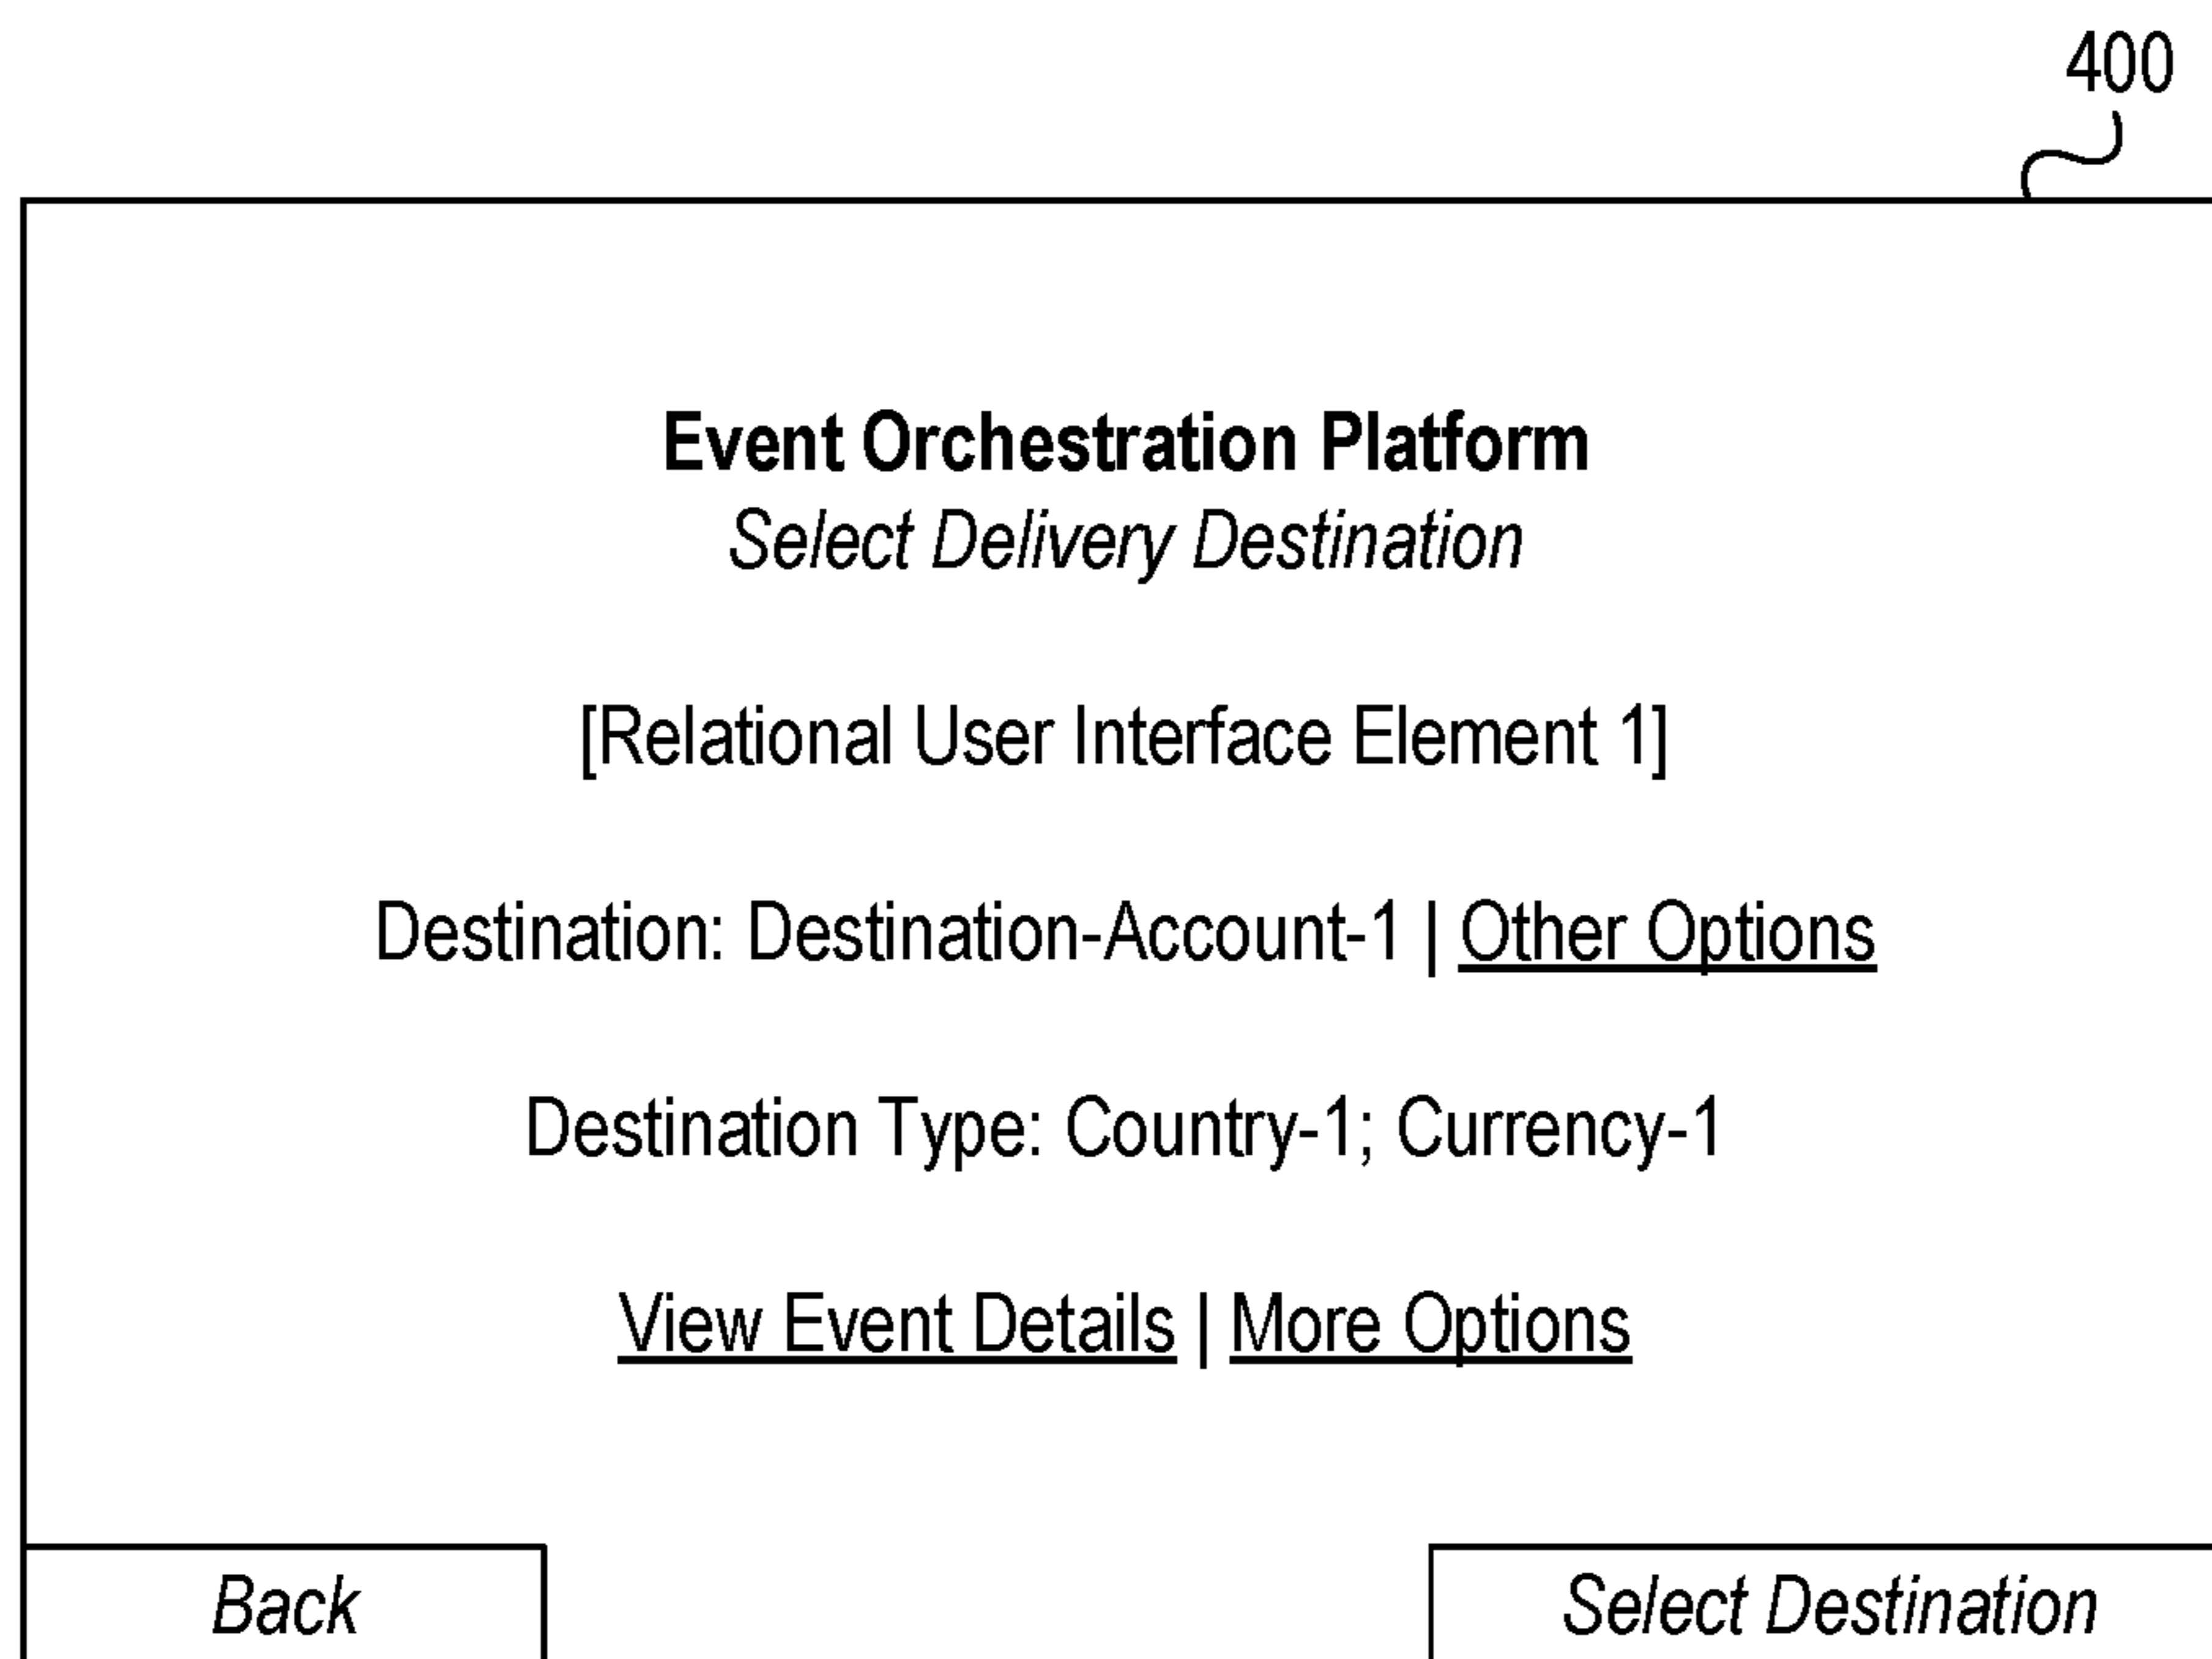 400
Event Orchestration Platform
Select Delivery Destination
[Relational User Interface Element 1]
Destination: Destination-Account-1 | Other Options
Destination Type: Country-1; Currency-1
View Event Details | More Options
Back
Select Destination